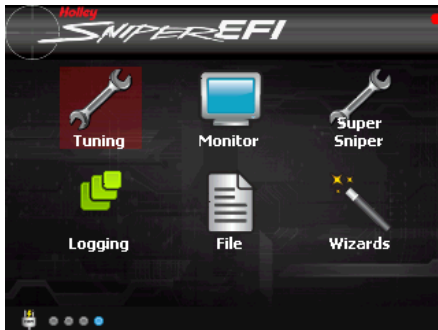 Holley
SNIPER EFI
Tuning
Monitor
Super
Sniper
Logging
File
Wizards